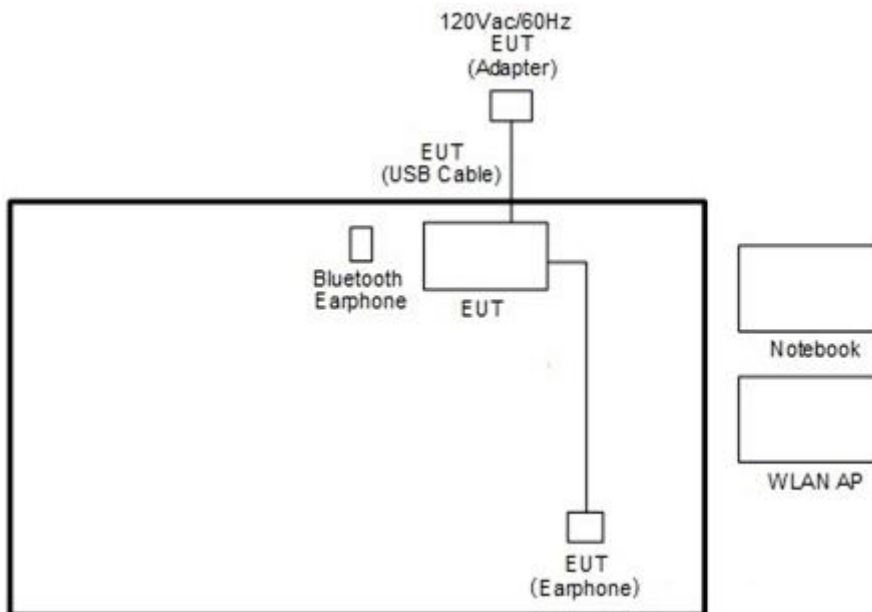 120Vac/60Hz
EUT
(Adapter)
EUT
(USB Cable)
Bluetooth
Earphone
EUT
Notebook
WLAN AP
EUT
(Earphone)